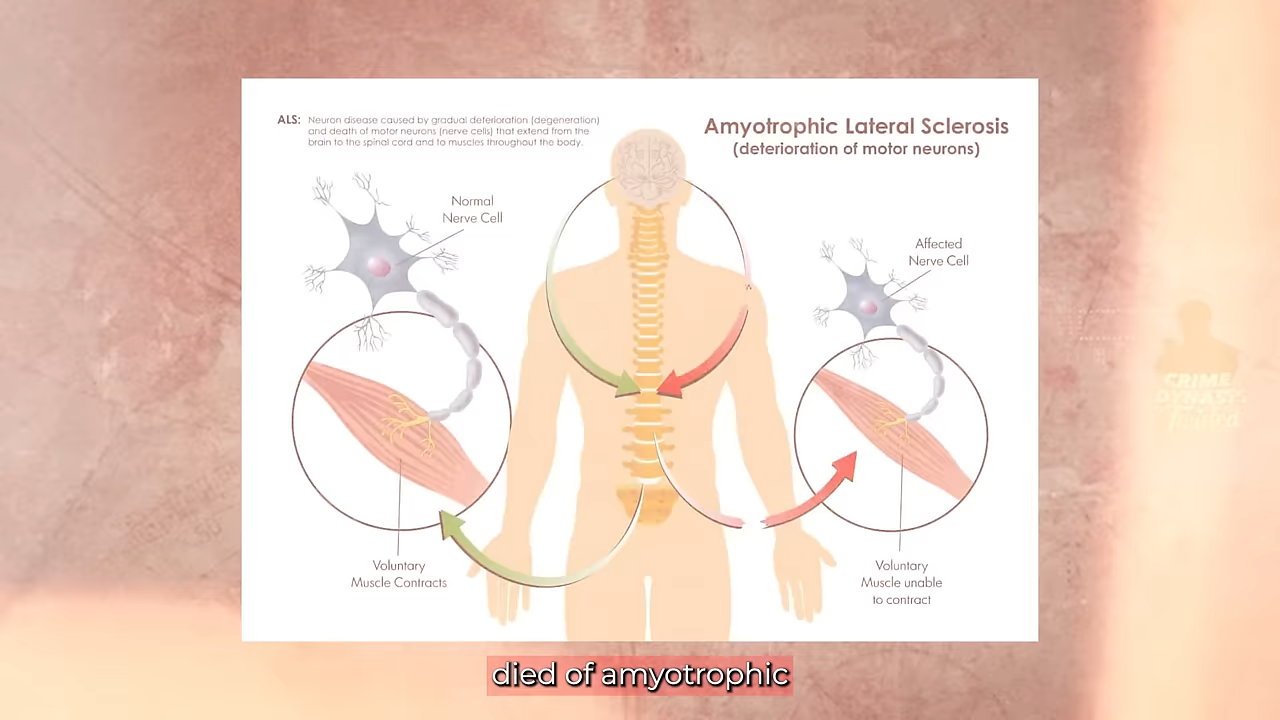 ALS: Neuron disease caused by gradual deterioration (degeneration)
and death of motor neurons (nerve cells) that extend from the
brain to the spinal cord and to muscles throughout the body.
Amyotrophic Lateral Sclerosis
(deterioration of motor neurons)
Normal
Nerve Cell
Affected
Nerve Cell
Voluntary
Muscle Contracts
Voluntary
Muscle unable
to contract
CRIME
died of amyotrophic